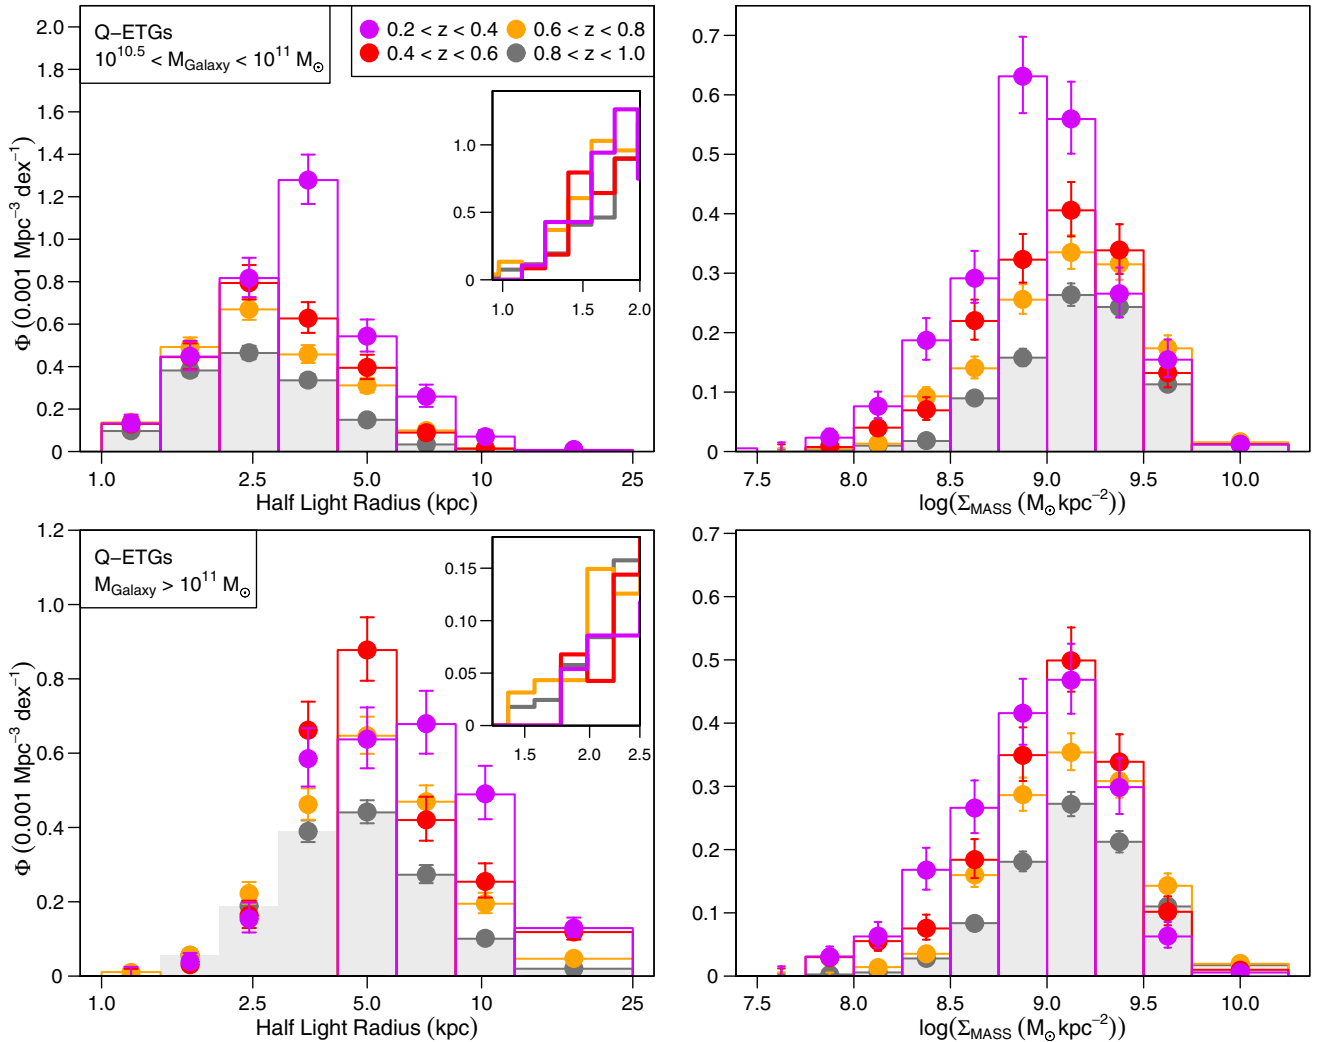 Q−ETGs
10^10.5 < M_Galaxy < 10^11 M_⊙
0.2 < z < 0.4
0.6 < z < 0.8
0.4 < z < 0.6
0.8 < z < 1.0
Φ (0.001 Mpc^−3 dex^−1)
2.0
1.8
1.6
1.4
1.2
1.0
0.8
0.6
0.4
0.2
0
1.0 2.5 5.0 10 25
Half Light Radius (kpc)
1.0
0.5
0
1.0 1.5 2.0
0.7
0.6
0.5
0.4
0.3
0.2
0.1
0
7.5 8.0 8.5 9.0 9.5 10.0
log(Σ_MASS (M_⊙ kpc^−2))
Q−ETGs
M_Galaxy > 10^11 M_⊙
Φ (0.001 Mpc^−3 dex^−1)
1.2
1.0
0.8
0.6
0.4
0.2
0
1.0 2.5 5.0 10 25
Half Light Radius (kpc)
0.15
0.10
0.05
0
1.5 2.0 2.5
0.7
0.6
0.5
0.4
0.3
0.2
0.1
0
7.5 8.0 8.5 9.0 9.5 10.0
log(Σ_MASS (M_⊙ kpc^−2))